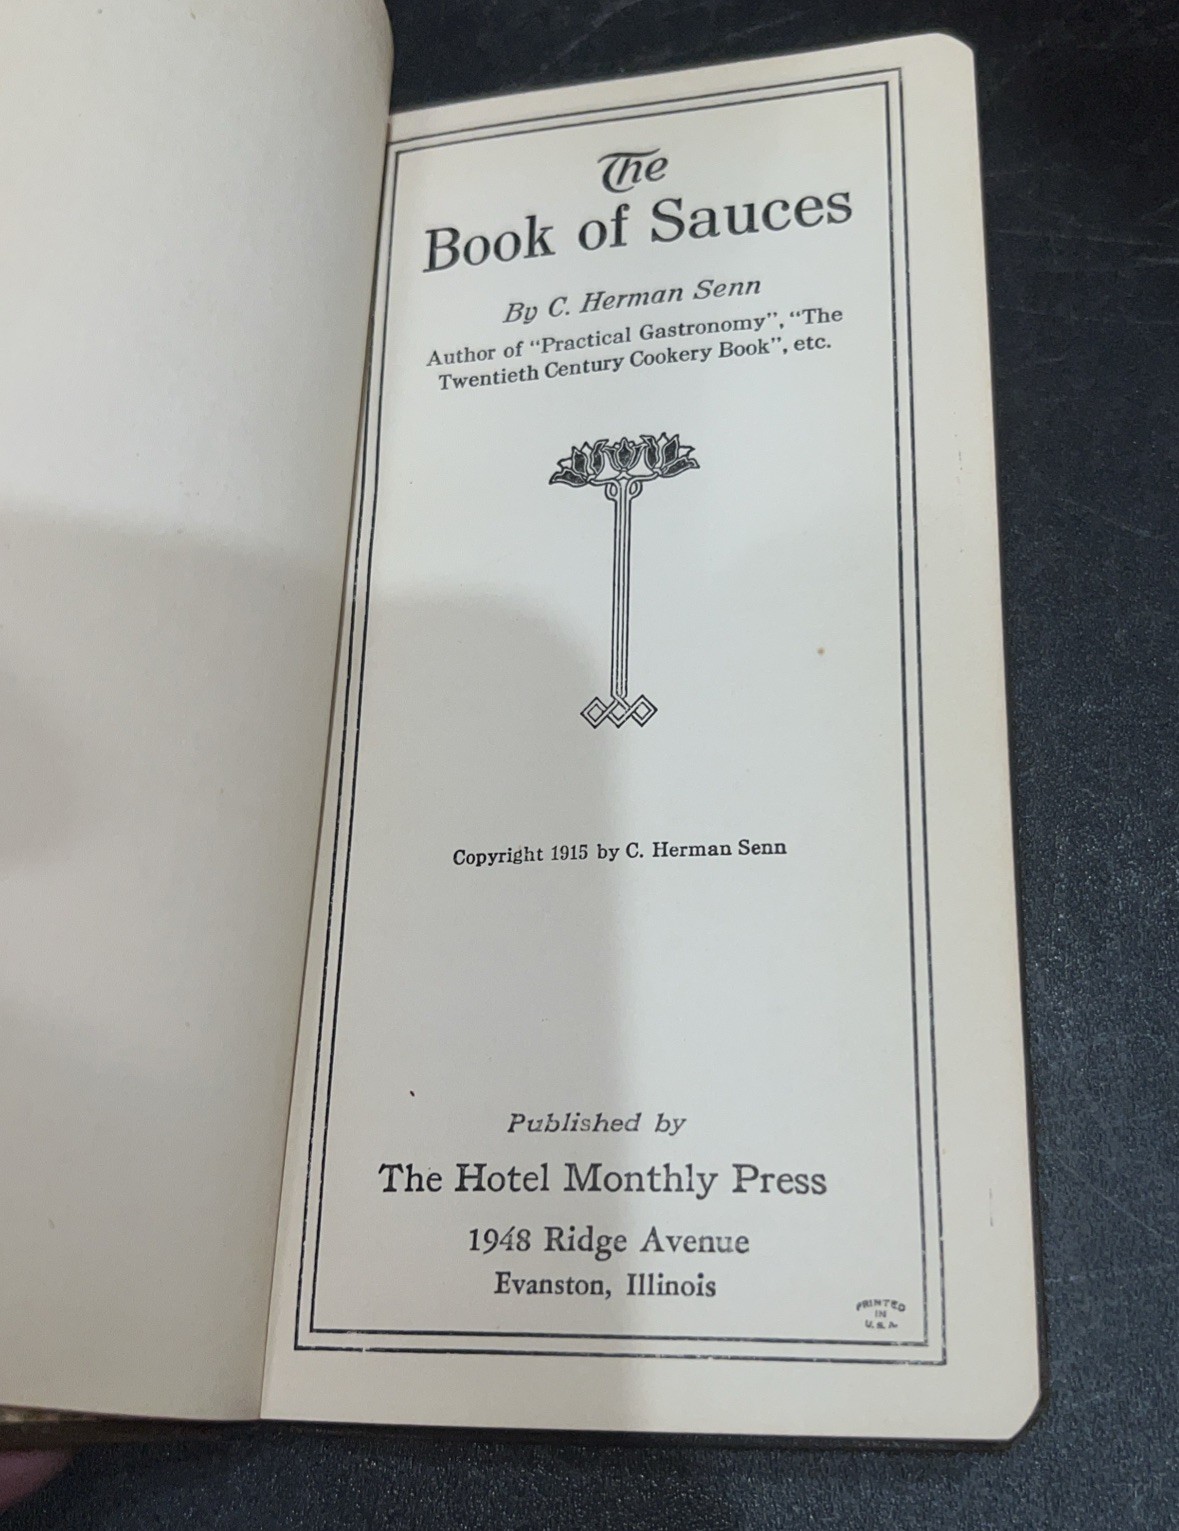 The
Book of Sauces
By C. Herman Senn
Author of "Practical Gastronomy", "The
Twentieth Century Cookery Book", etc.
Copyright 1915 by C. Herman Senn
Published by
The Hotel Monthly Press
1948 Ridge Avenue
Evanston, Illinois
PRINTED
IN
U.S.A.